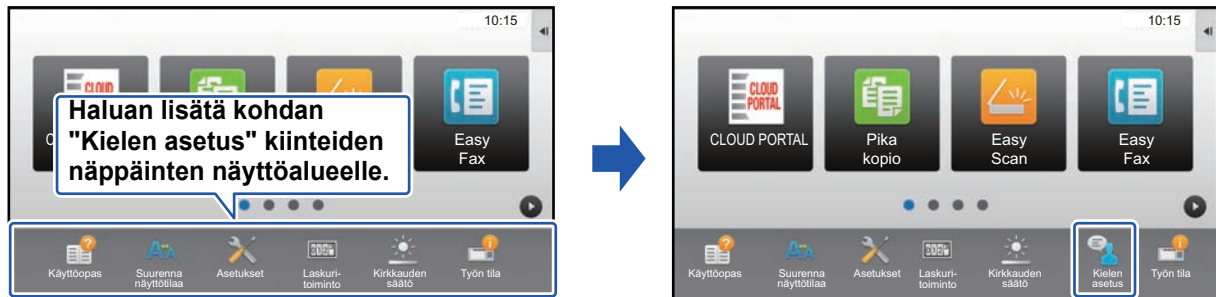 10:15
CLOUD
Haluan lisätä kohdan
"Kielen asetus" kiinteiden
näppäinten näyttöalueelle.
Easy
Fax
Käyttöopas
Suurenna
näyttötilaa
Asetukset
Laskuri-
toiminto
Kirkkauden
säätö
Työn tila
10:15
CLOUD
PORTAL
CLOUD PORTAL
Pika
kopio
Easy
Scan
Easy
Fax
Käyttöopas
Suurenna
näyttötilaa
Asetukset
Laskuri-
toiminto
Kirkkauden
säätö
Kielen
asetus
Työn tila